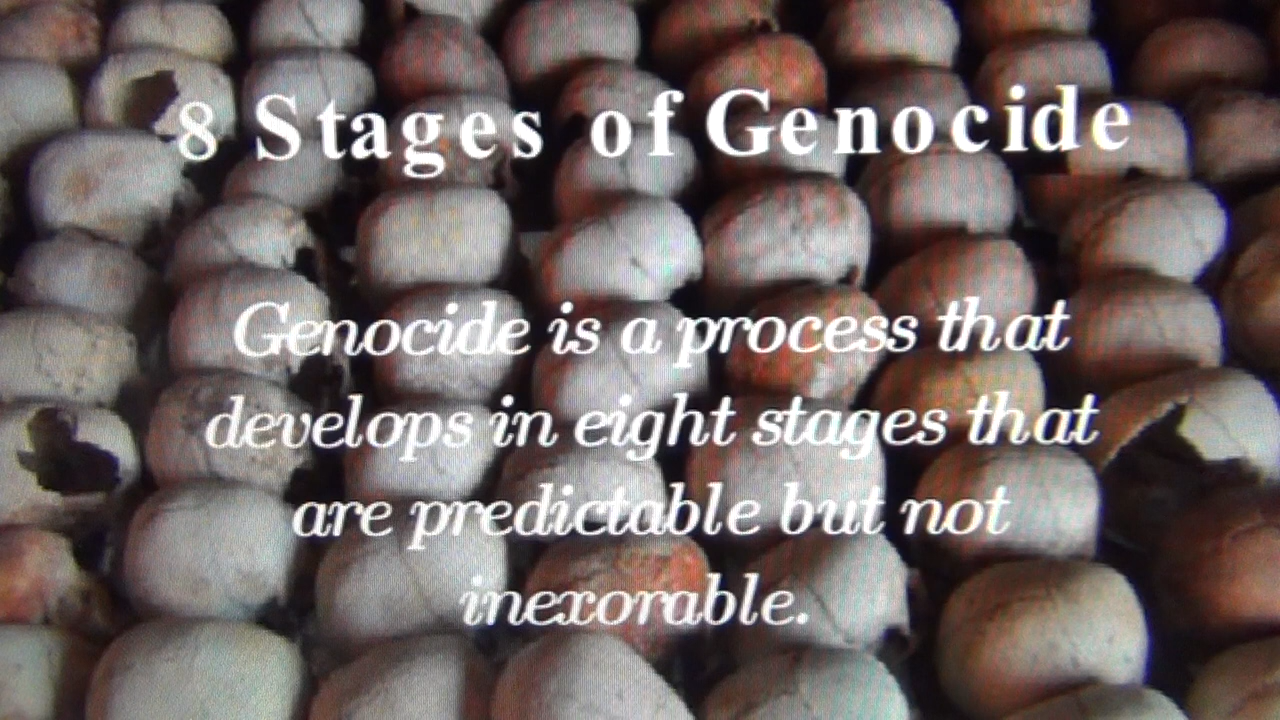 8 Stages of Genocide
Genocide is a process that
develops in eight stages that
are predictable but not
inexorable.